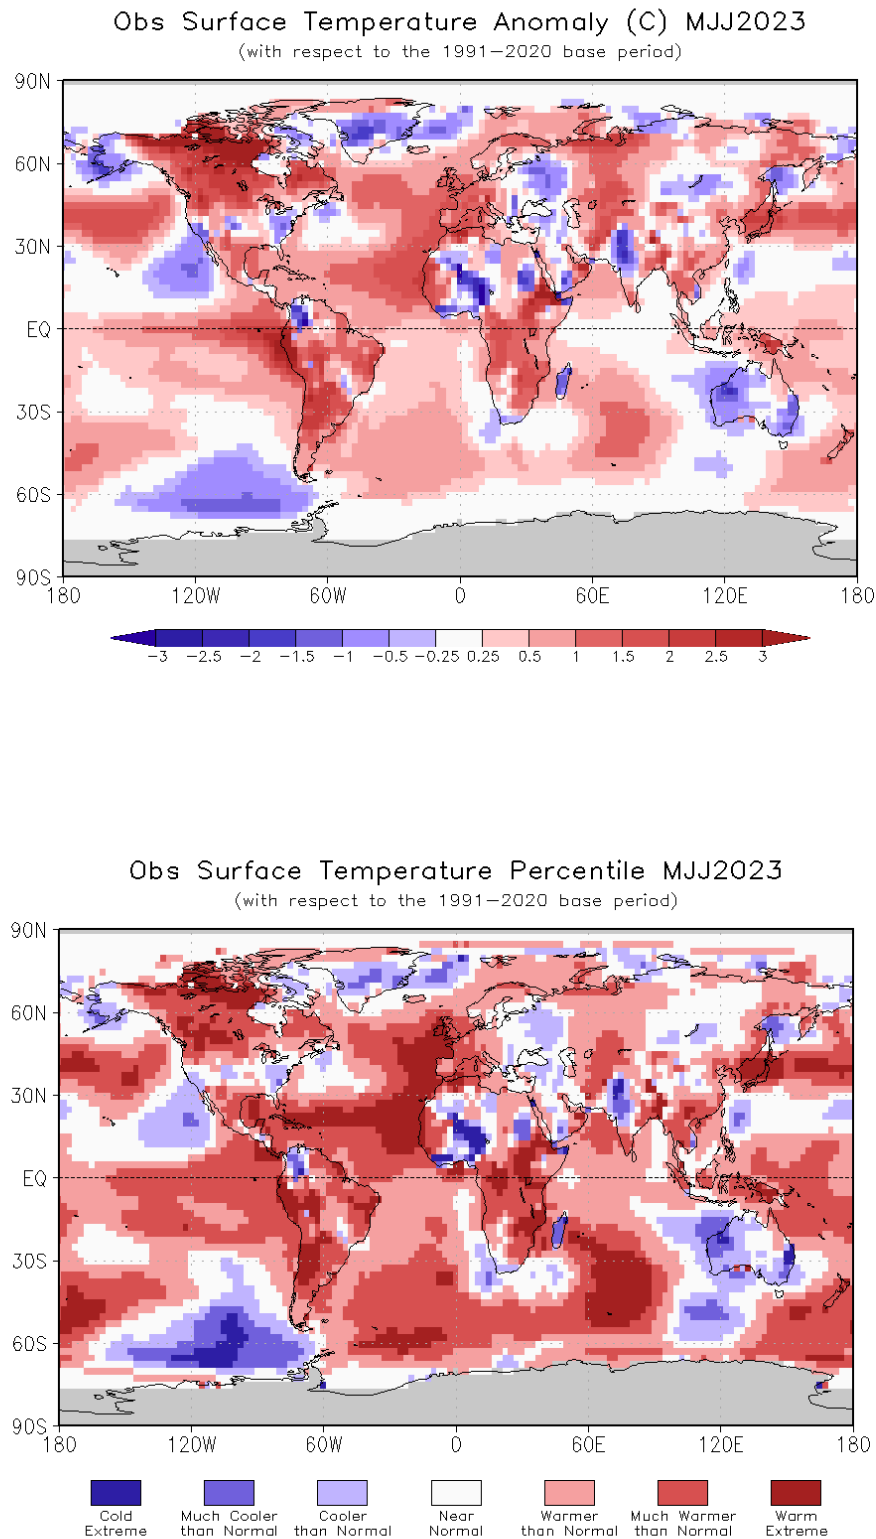 Obs Surface Temperature Anomaly (C) MJJ2023
(with respect to the 1991−2020 base period)
90N
60N
30N
EQ
30S
60S
90S
180 120W 60W 0 60E 120E 180
−3 −2.5 −2 −1.5 −1 −0.5 −0.25 0.25 0.5 1 1.5 2 2.5 3
Obs Surface Temperature Percentile MJJ2023
(with respect to the 1991−2020 base period)
90N
60N
30N
EQ
30S
60S
90S
180 120W 60W 0 60E 120E 180
Cold Much Cooler Cooler Near Warmer Much Warmer Warm
Extreme than Normal than Normal Normal than Normal than Normal Extreme